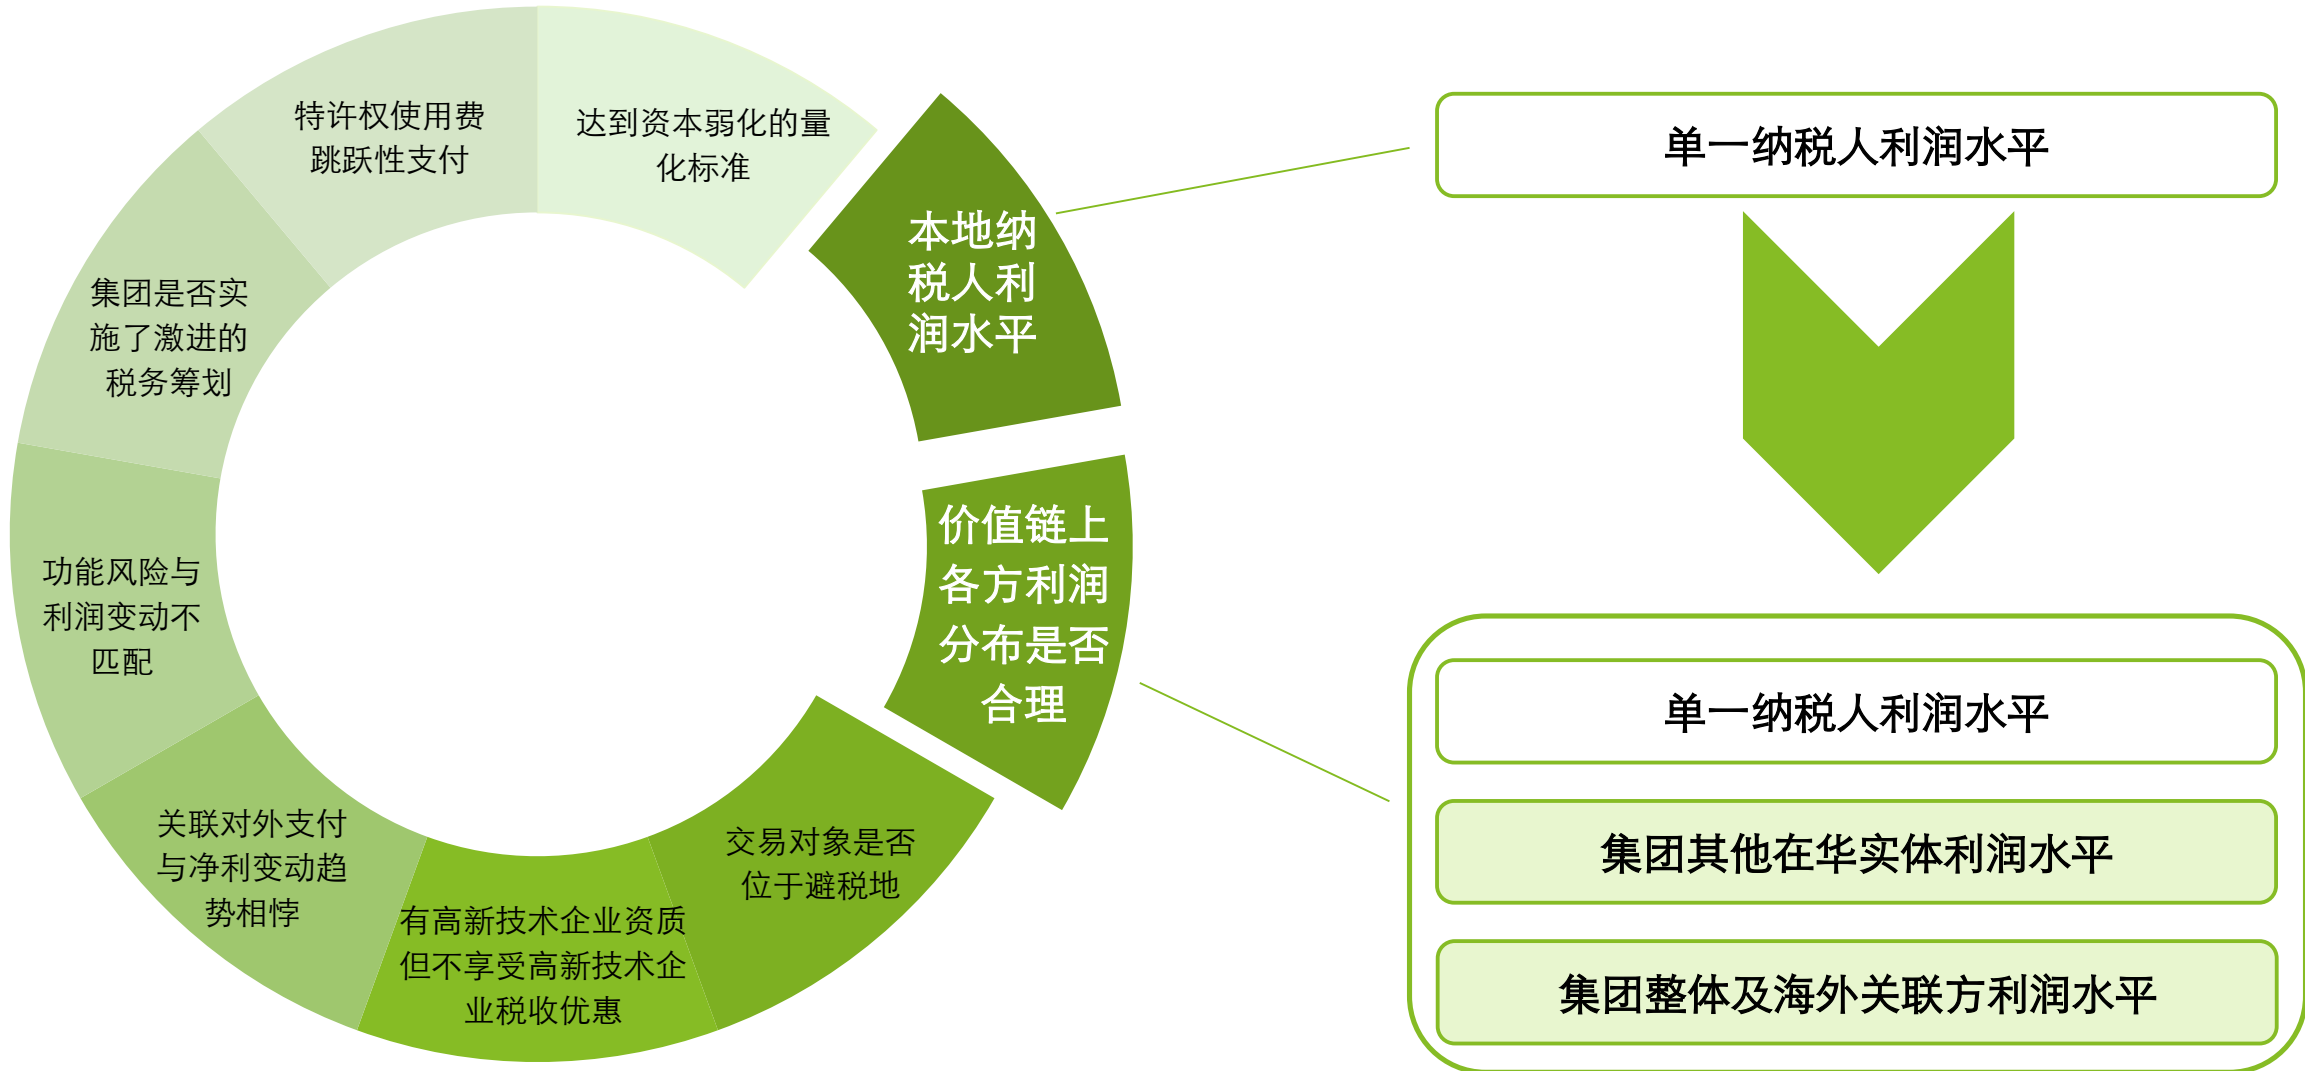 特许权使用费
跳跃性支付
达到资本弱化的量
化标准
本地纳
税人利
润水平
价值链上
各方利润
分布是否
合理
交易对象是否
位于避税地
有高新技术企业资质
但不享受高新技术企
业税收优惠
关联对外支付
与净利变动趋
势相悖
功能风险与
利润变动不
匹配
集团是否实
施了激进的
税务筹划
单一纳税人利润水平
单一纳税人利润水平
集团其他在华实体利润水平
集团整体及海外关联方利润水平